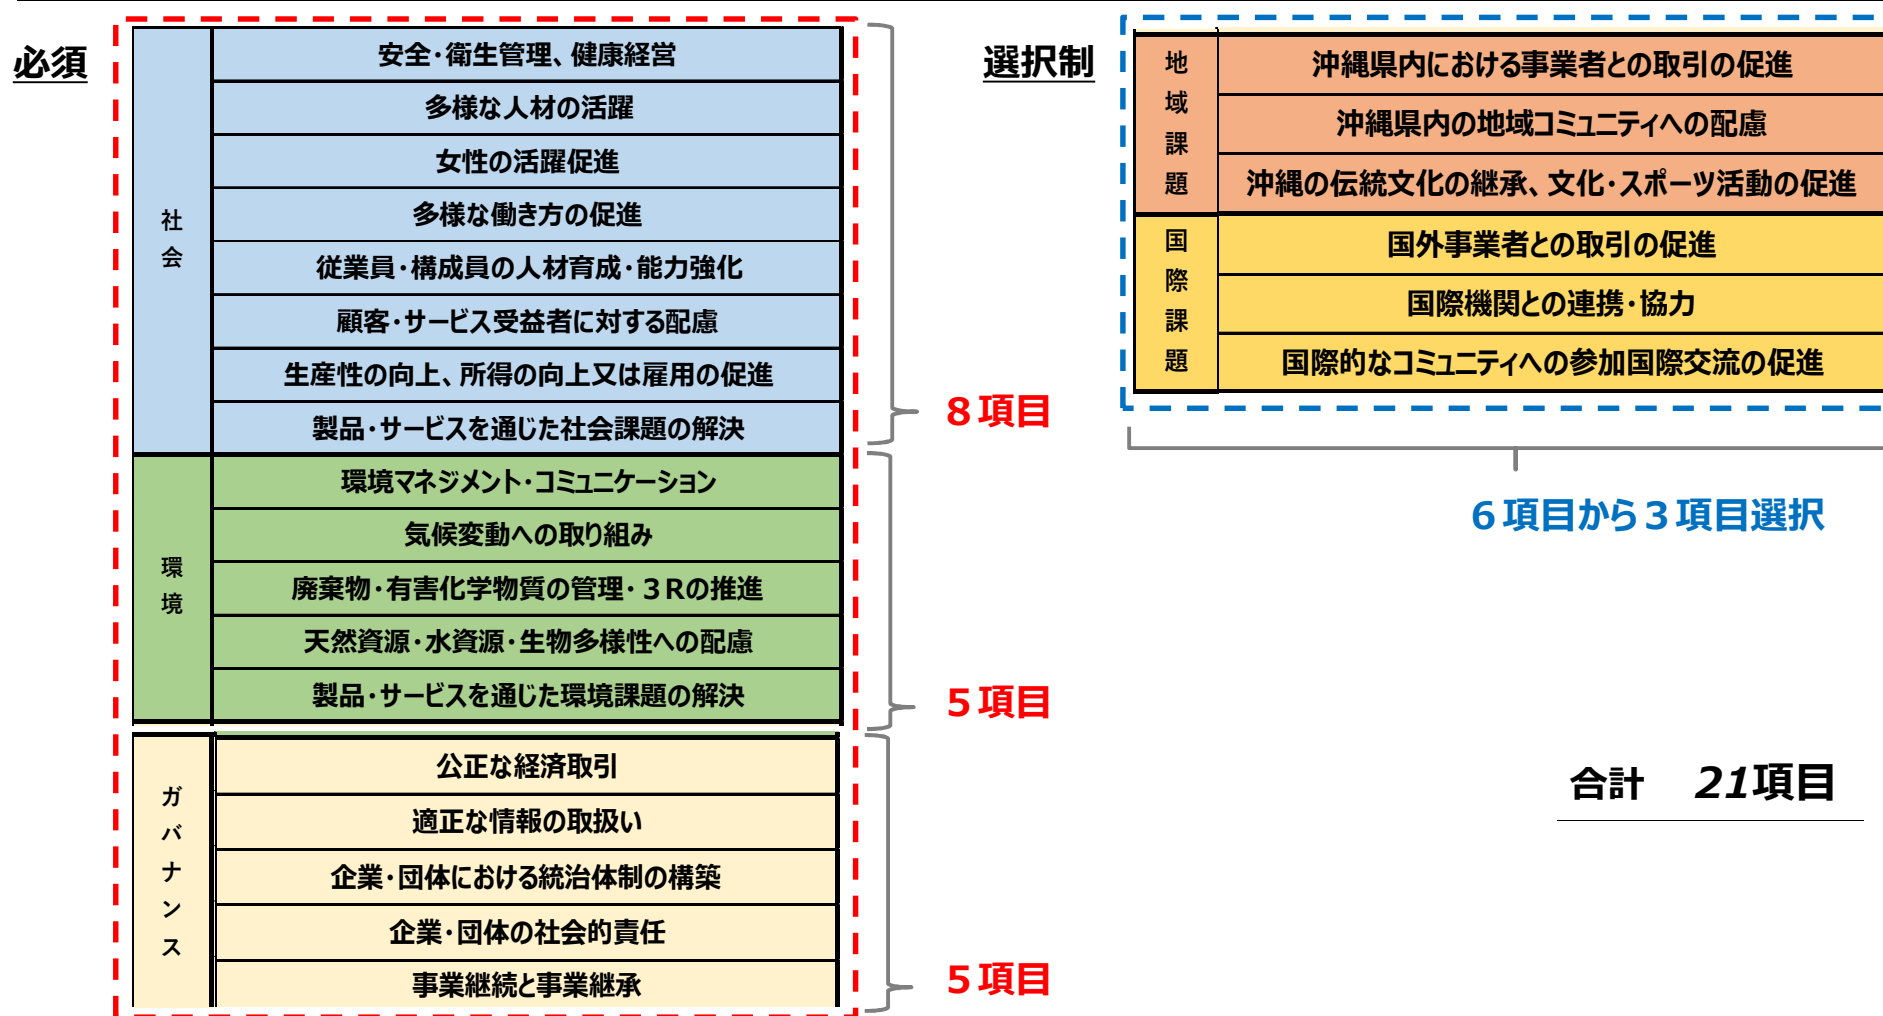 必須
社会
安全・衛生管理、健康経営
多様な人材の活躍
女性の活躍促進
多様な働き方の促進
従業員・構成員の人材育成・能力強化
顧客・サービス受益者に対する配慮
生産性の向上、所得の向上又は雇用の促進
製品・サービスを通じた社会課題の解決
8項目
環境
環境マネジメント・コミュニケーション
気候変動への取り組み
廃棄物・有害化学物質の管理・３Rの推進
天然資源・水資源・生物多様性への配慮
製品・サービスを通じた環境課題の解決
５項目
ガバナンス
公正な経済取引
適正な情報の取扱い
企業・団体における統治体制の構築
企業・団体の社会的責任
事業継続と事業継承
５項目
選択制
地域課題
沖縄県内における事業者との取引の促進
沖縄県内の地域コミュニティへの配慮
沖縄の伝統文化の継承、文化・スポーツ活動の促進
国際課題
国外事業者との取引の促進
国際機関との連携・協力
国際的なコミュニティへの参加国際交流の促進
６項目から３項目選択
合計　21項目